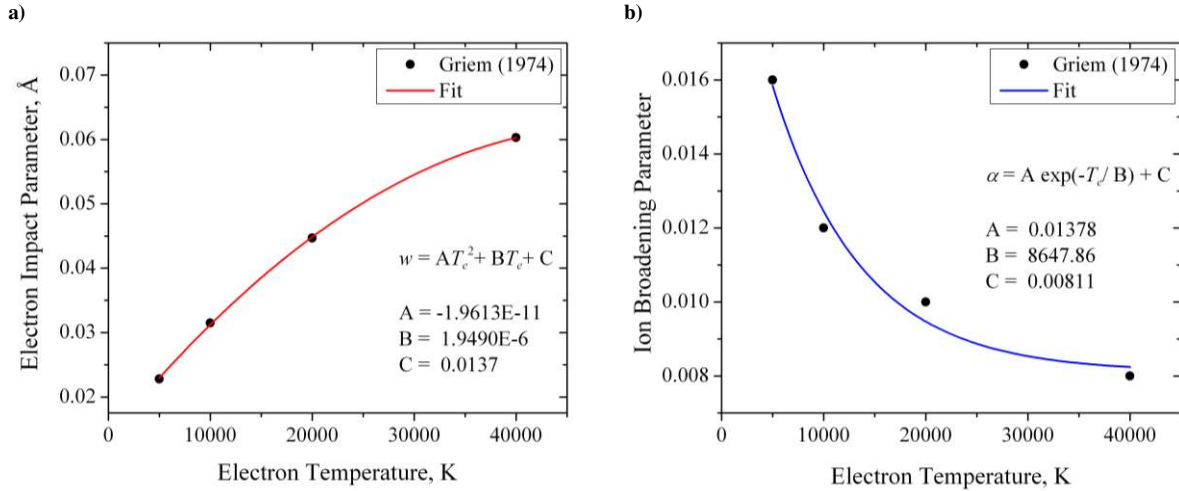 a)
Griem (1974)
Fit
w = ATe² + BTe + C
A = -1.9613E-11
B = 1.9490E-6
C = 0.0137
0.07
0.06
0.05
0.04
0.03
0.02
0
10000
20000
30000
40000
Electron Impact Parameter, Å
Electron Temperature, K
b)
Griem (1974)
Fit
α = A exp(-Te/ B) + C
A = 0.01378
B = 8647.86
C = 0.00811
0.016
0.014
0.012
0.010
0.008
0
10000
20000
30000
40000
Ion Broadening Parameter
Electron Temperature, K